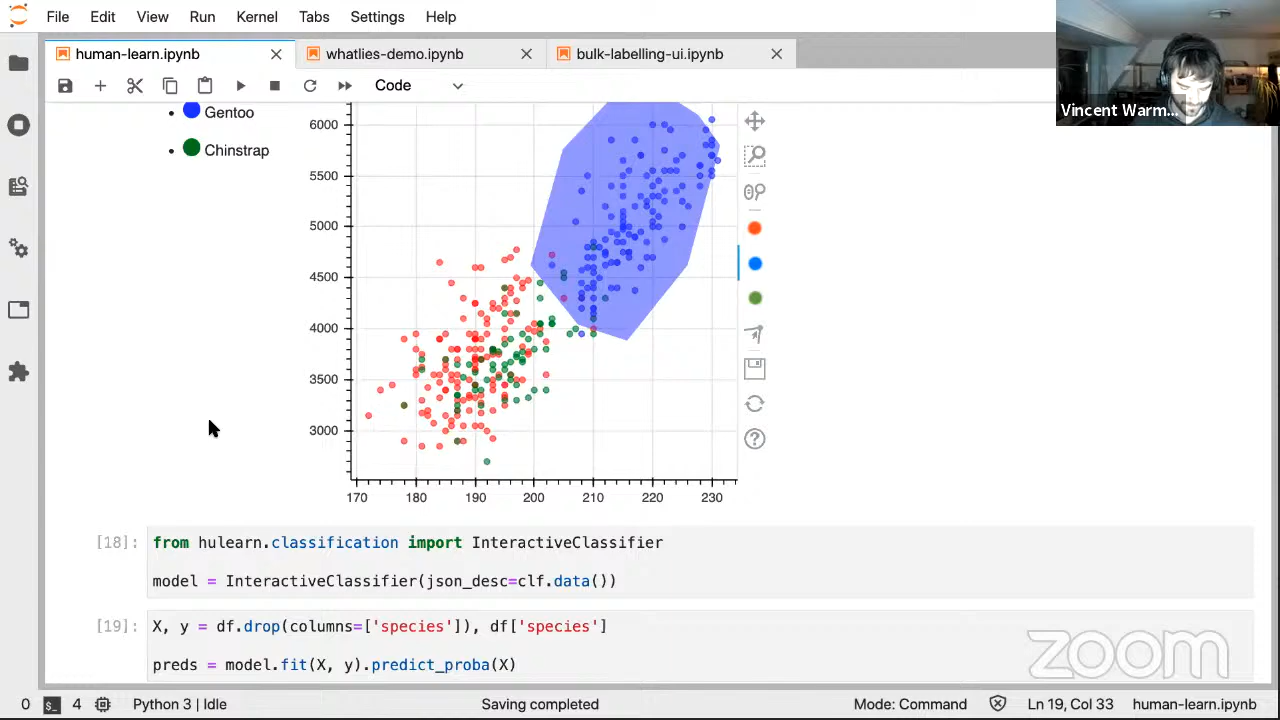 File Edit View Run Kernel Tabs Settings Help
human-learn.ipynb whatlies-demo.ipynb bulk-labelling-ui.ipynb
Code
Vincent Warm...
Gentoo
Chinstrap
6000
5500
5000
4500
4000
3500
3000
170 180 190 200 210 220 230
[18]: from hulearn.classification import InteractiveClassifier
model = InteractiveClassifier(json_desc=clf.data())
[19]: X, y = df.drop(columns=['species']), df['species']
preds = model.fit(X, y).predict_proba(X)
zoom
0 $_ 4 Python 3 | Idle Saving completed Mode: Command Ln 19, Col 33 human-learn.ipynb